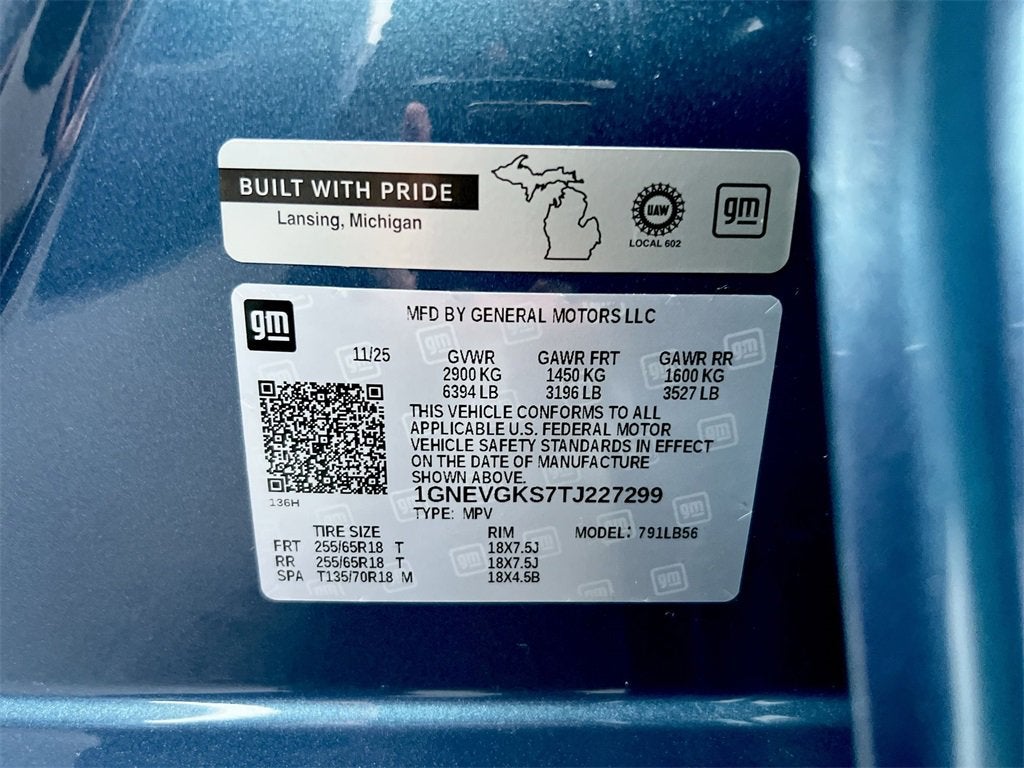 BUILT WITH PRIDE
Lansing, Michigan
UAW
LOCAL 602
gm
gm
MFD BY GENERAL MOTORS LLC
11/25
GVWR GAWR FRT GAWR RR
2900 KG 1450 KG 1600 KG
6394 LB 3196 LB 3527 LB
THIS VEHICLE CONFORMS TO ALL
APPLICABLE U.S. FEDERAL MOTOR
VEHICLE SAFETY STANDARDS IN EFFECT
ON THE DATE OF MANUFACTURE
SHOWN ABOVE.
136H
1GNEVGKS7TJ227299
TYPE: MPV
TIRE SIZE RIM MODEL: 791LB56
FRT 255/65R18 T 18X7.5J
RR 255/65R18 T 18X7.5J
SPA T135/70R18 M 18X4.5B